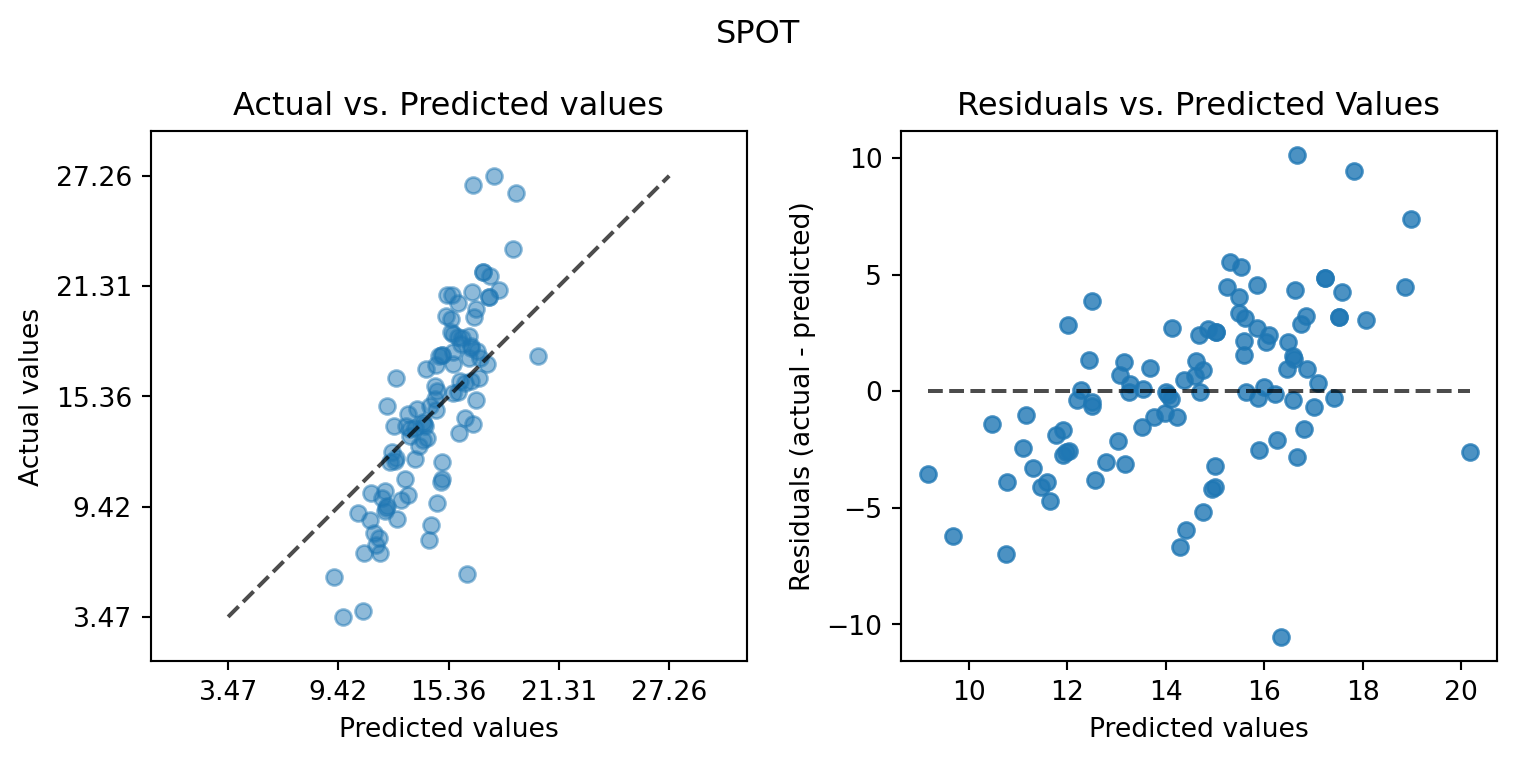 SPOT
Actual vs. Predicted values
Actual values
27.26
21.31
15.36
9.42
3.47
3.47 9.42 15.36 21.31 27.26
Predicted values
Residuals vs. Predicted Values
Residuals (actual - predicted)
10
5
0
−5
−10
10 12 14 16 18 20
Predicted values